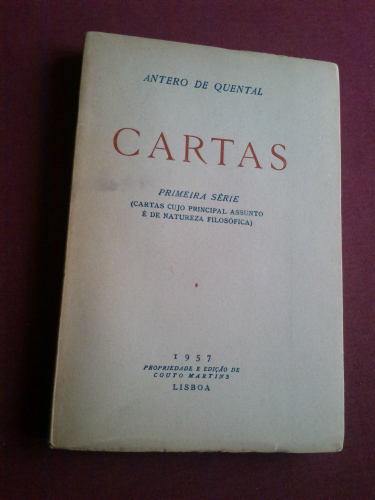 ANTERO DE QUENTAL
CARTAS
PRIMEIRA SÉRIE
(CARTAS CUJO PRINCIPAL ASSUNTO
É DE NATUREZA FILOSÓFICA)
1957
PROPRIEDADE E EDIÇÃO DE
COUTO MARTINS
LISBOA